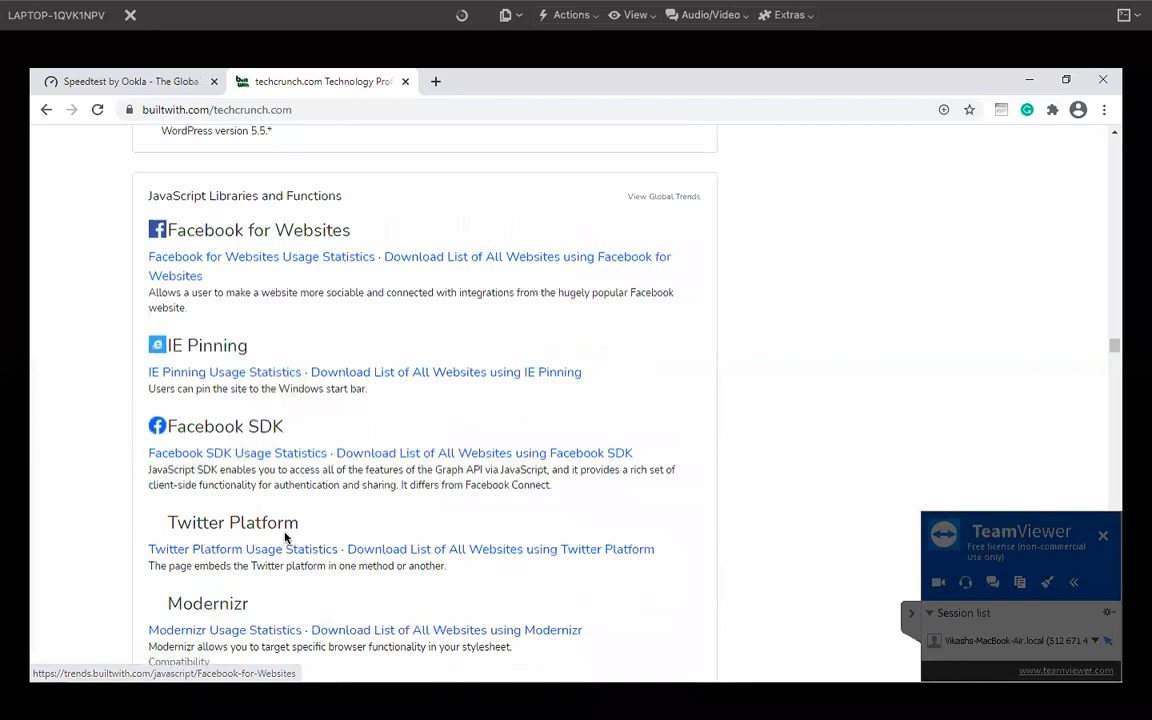 LAPTOP-1QVK1NPV
Actions
View
Audio/Video
Extras
Speedtest by Ookla - The Globa
techcrunch.com Technology Prof
builtwith.com/techcrunch.com
WordPress version 5.5.*
JavaScript Libraries and Functions
View Global Trends
Facebook for Websites
Facebook for Websites Usage Statistics · Download List of All Websites using Facebook for
Websites
Allows a user to make a website more sociable and connected with integrations from the hugely popular Facebook
website.
IE Pinning
IE Pinning Usage Statistics · Download List of All Websites using IE Pinning
Users can pin the site to the Windows start bar.
Facebook SDK
Facebook SDK Usage Statistics · Download List of All Websites using Facebook SDK
JavaScript SDK enables you to access all of the features of the Graph API via JavaScript, and it provides a rich set of
client-side functionality for authentication and sharing. It differs from Facebook Connect.
Twitter Platform
Twitter Platform Usage Statistics · Download List of All Websites using Twitter Platform
The page embeds the Twitter platform in one method or another.
Modernizr
Modernizr Usage Statistics · Download List of All Websites using Modernizr
Modernizr allows you to target specific browser functionality in your stylesheet.
Compatibility
https://trends.builtwith.com/javascript/Facebook-for-Websites
TeamViewer
Free license (non-commercial
use only)
Session list
Vikashs-MacBook-Air.local (512 671 4
www.teamviewer.com